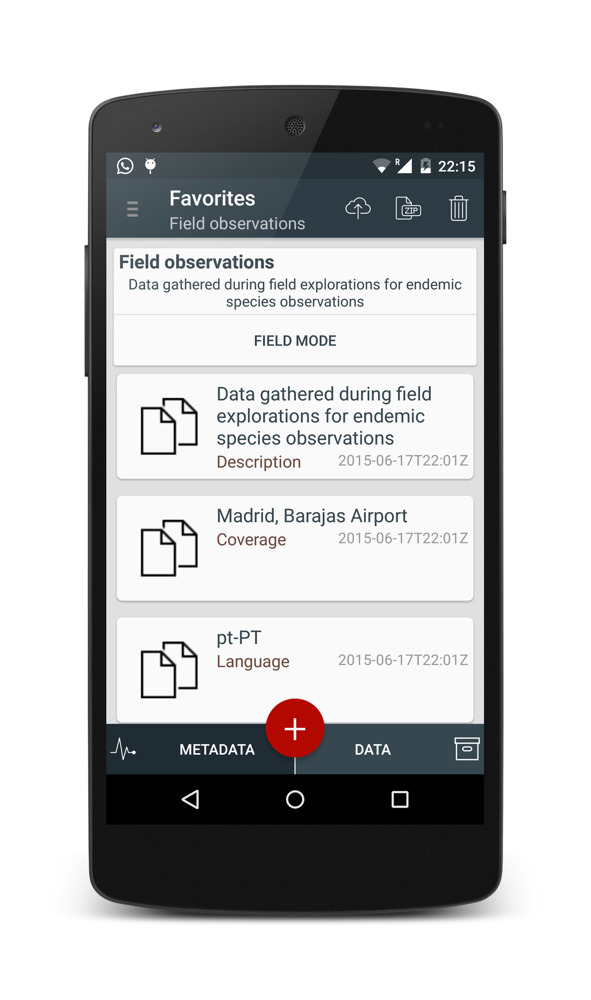 R
22:15
Favorites
Field observations
ZIP
Field observations
Data gathered during field explorations for endemic
species observations
FIELD MODE
Data gathered during field
explorations for endemic
species observations
Description 2015-06-17T22:01Z
Madrid, Barajas Airport
Coverage 2015-06-17T22:01Z
pt-PT
Language 2015-06-17T22:01Z
METADATA
DATA